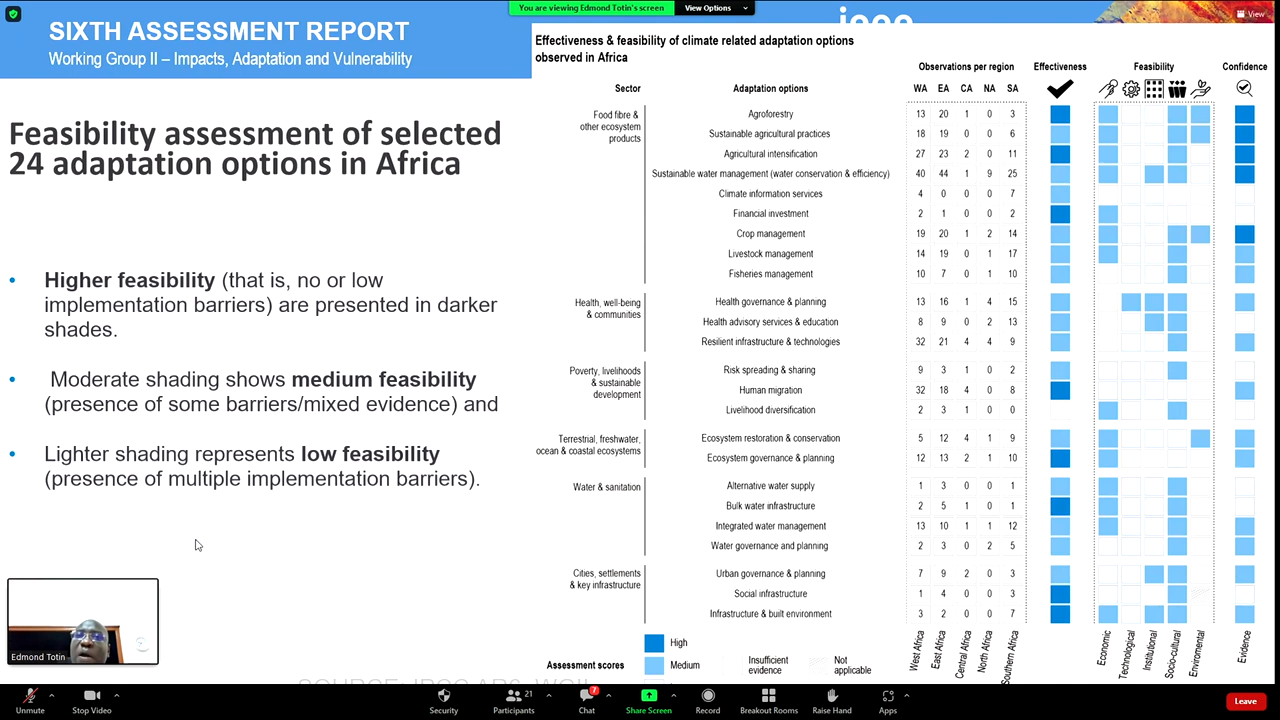 You are viewing Edmond Totin's screen
View Options
View
SIXTH ASSESSMENT REPORT
Working Group II – Impacts, Adaptation and Vulnerability
ipcc
Feasibility assessment of selected
24 adaptation options in Africa
• Higher feasibility (that is, no or low
implementation barriers) are presented in darker
shades.
• Moderate shading shows medium feasibility
(presence of some barriers/mixed evidence) and
• Lighter shading represents low feasibility
(presence of multiple implementation barriers).
Effectiveness & feasibility of climate related adaptation options
observed in Africa
Observations per region Effectiveness Feasibility Confidence
Sector Adaptation options WA EA CA NA SA
Food fibre &
other ecosystem
products
Agroforestry 13 20 1 0 3
Sustainable agricultural practices 18 19 0 0 6
Agricultural intensification 27 23 2 0 11
Sustainable water management (water conservation & efficiency) 40 44 1 9 25
Climate information services 4 0 0 0 7
Financial investment 2 1 0 0 2
Crop management 19 20 1 2 14
Livestock management 14 19 0 1 17
Fisheries management 10 7 0 1 10
Health, well-being
& communities
Health governance & planning 13 16 1 4 15
Health advisory services & education 8 9 0 2 13
Resilient infrastructure & technologies 32 21 4 4 9
Poverty, livelihoods
& sustainable
development
Risk spreading & sharing 9 3 1 0 2
Human migration 32 18 4 0 8
Livelihood diversification 2 3 1 0 0
Terrestrial, freshwater,
ocean & coastal ecosystems
Ecosystem restoration & conservation 5 12 4 1 9
Ecosystem governance & planning 12 13 2 1 10
Water & sanitation
Alternative water supply 1 3 0 0 1
Bulk water infrastructure 2 5 1 0 1
Integrated water management 13 10 1 1 12
Water governance and planning 2 3 0 2 5
Cities, settlements
& key infrastructure
Urban governance & planning 7 9 2 0 3
Social infrastructure 1 4 0 0 3
Infrastructure & built environment 3 2 0 0 7
West Africa
East Africa
Central Africa
North Africa
Southern Africa
Economic
Technological
Institutional
Socio-cultural
Enviromental
Evidence
Assessment scores
High
Medium
Insufficient
evidence
Not
applicable
Edmond Totin
Unmute
Stop Video
Security
Participants 21
Chat 7
Share Screen
Record
Breakout Rooms
Raise Hand
Apps
Leave